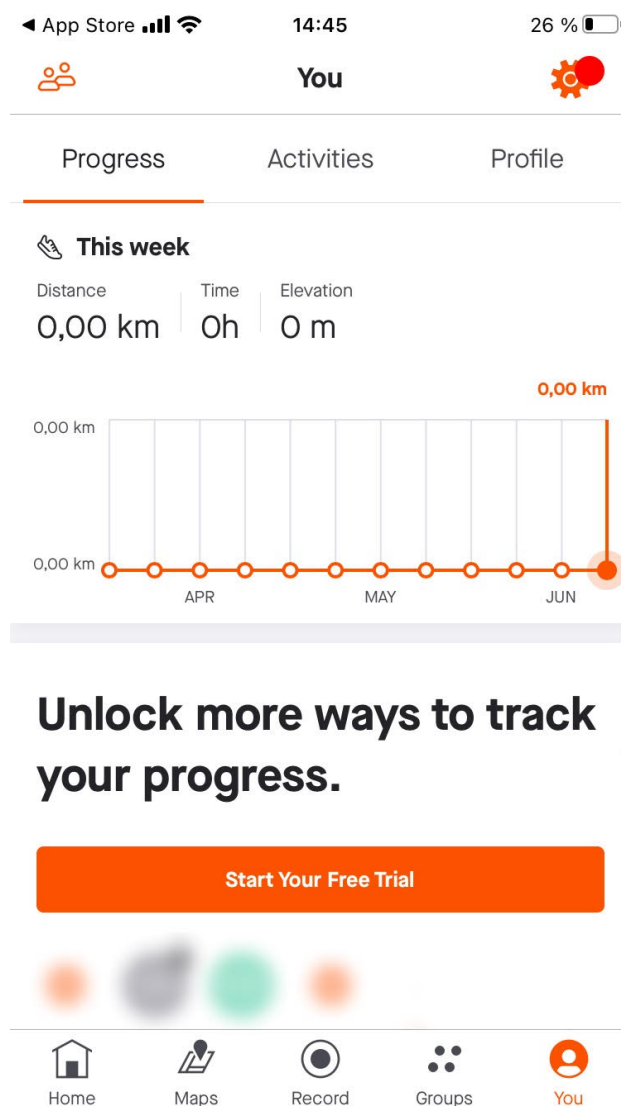 ◀ App Store
14:45
26 %
You
Progress
Activities
Profile
This week
Distance
Time
Elevation
0,00 km
0h
0 m
0,00 km
0,00 km
0,00 km
APR
MAY
JUN
Unlock more ways to track
your progress.
Start Your Free Trial
Home
Maps
Record
Groups
You